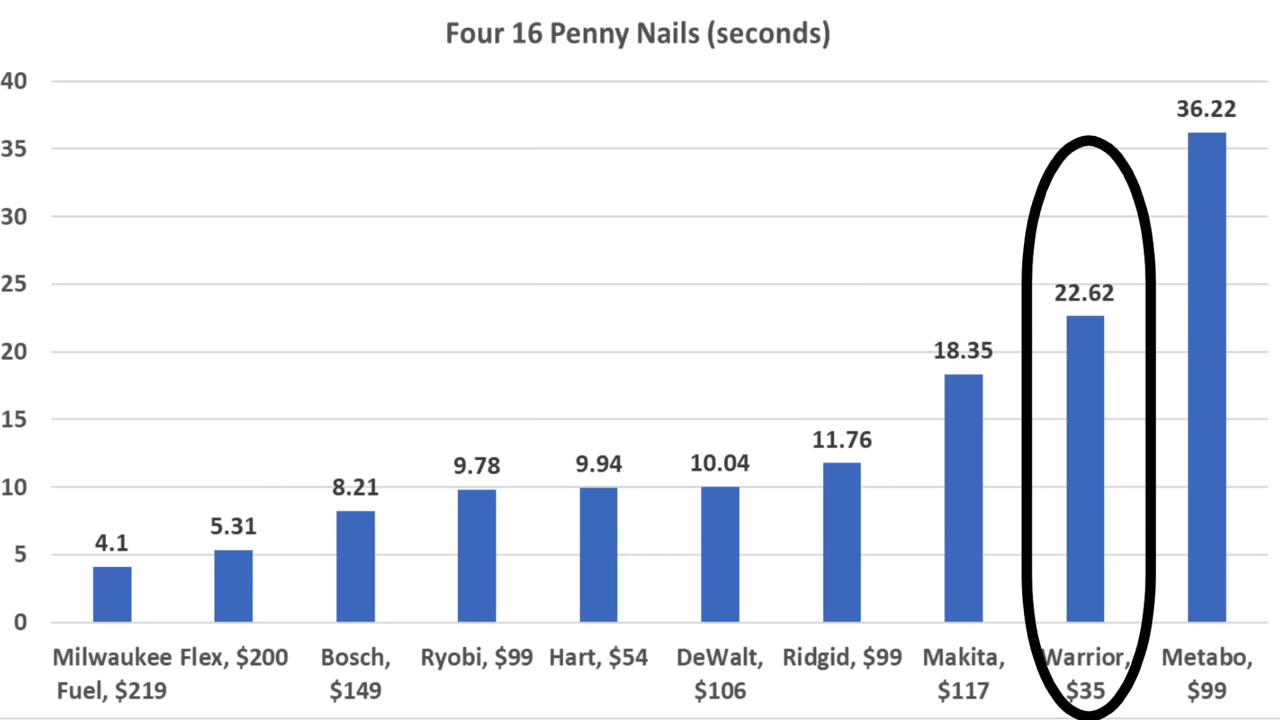 Four 16 Penny Nails (seconds)
40
35
30
25
20
15
10
5
0
4.1
5.31
8.21
9.78
9.94
10.04
11.76
18.35
22.62
36.22
Milwaukee
Fuel, $219
Flex, $200
Bosch,
$149
Ryobi, $99
Hart, $54
DeWalt,
$106
Ridgid, $99
Makita,
$117
Warrior,
$35
Metabo,
$99